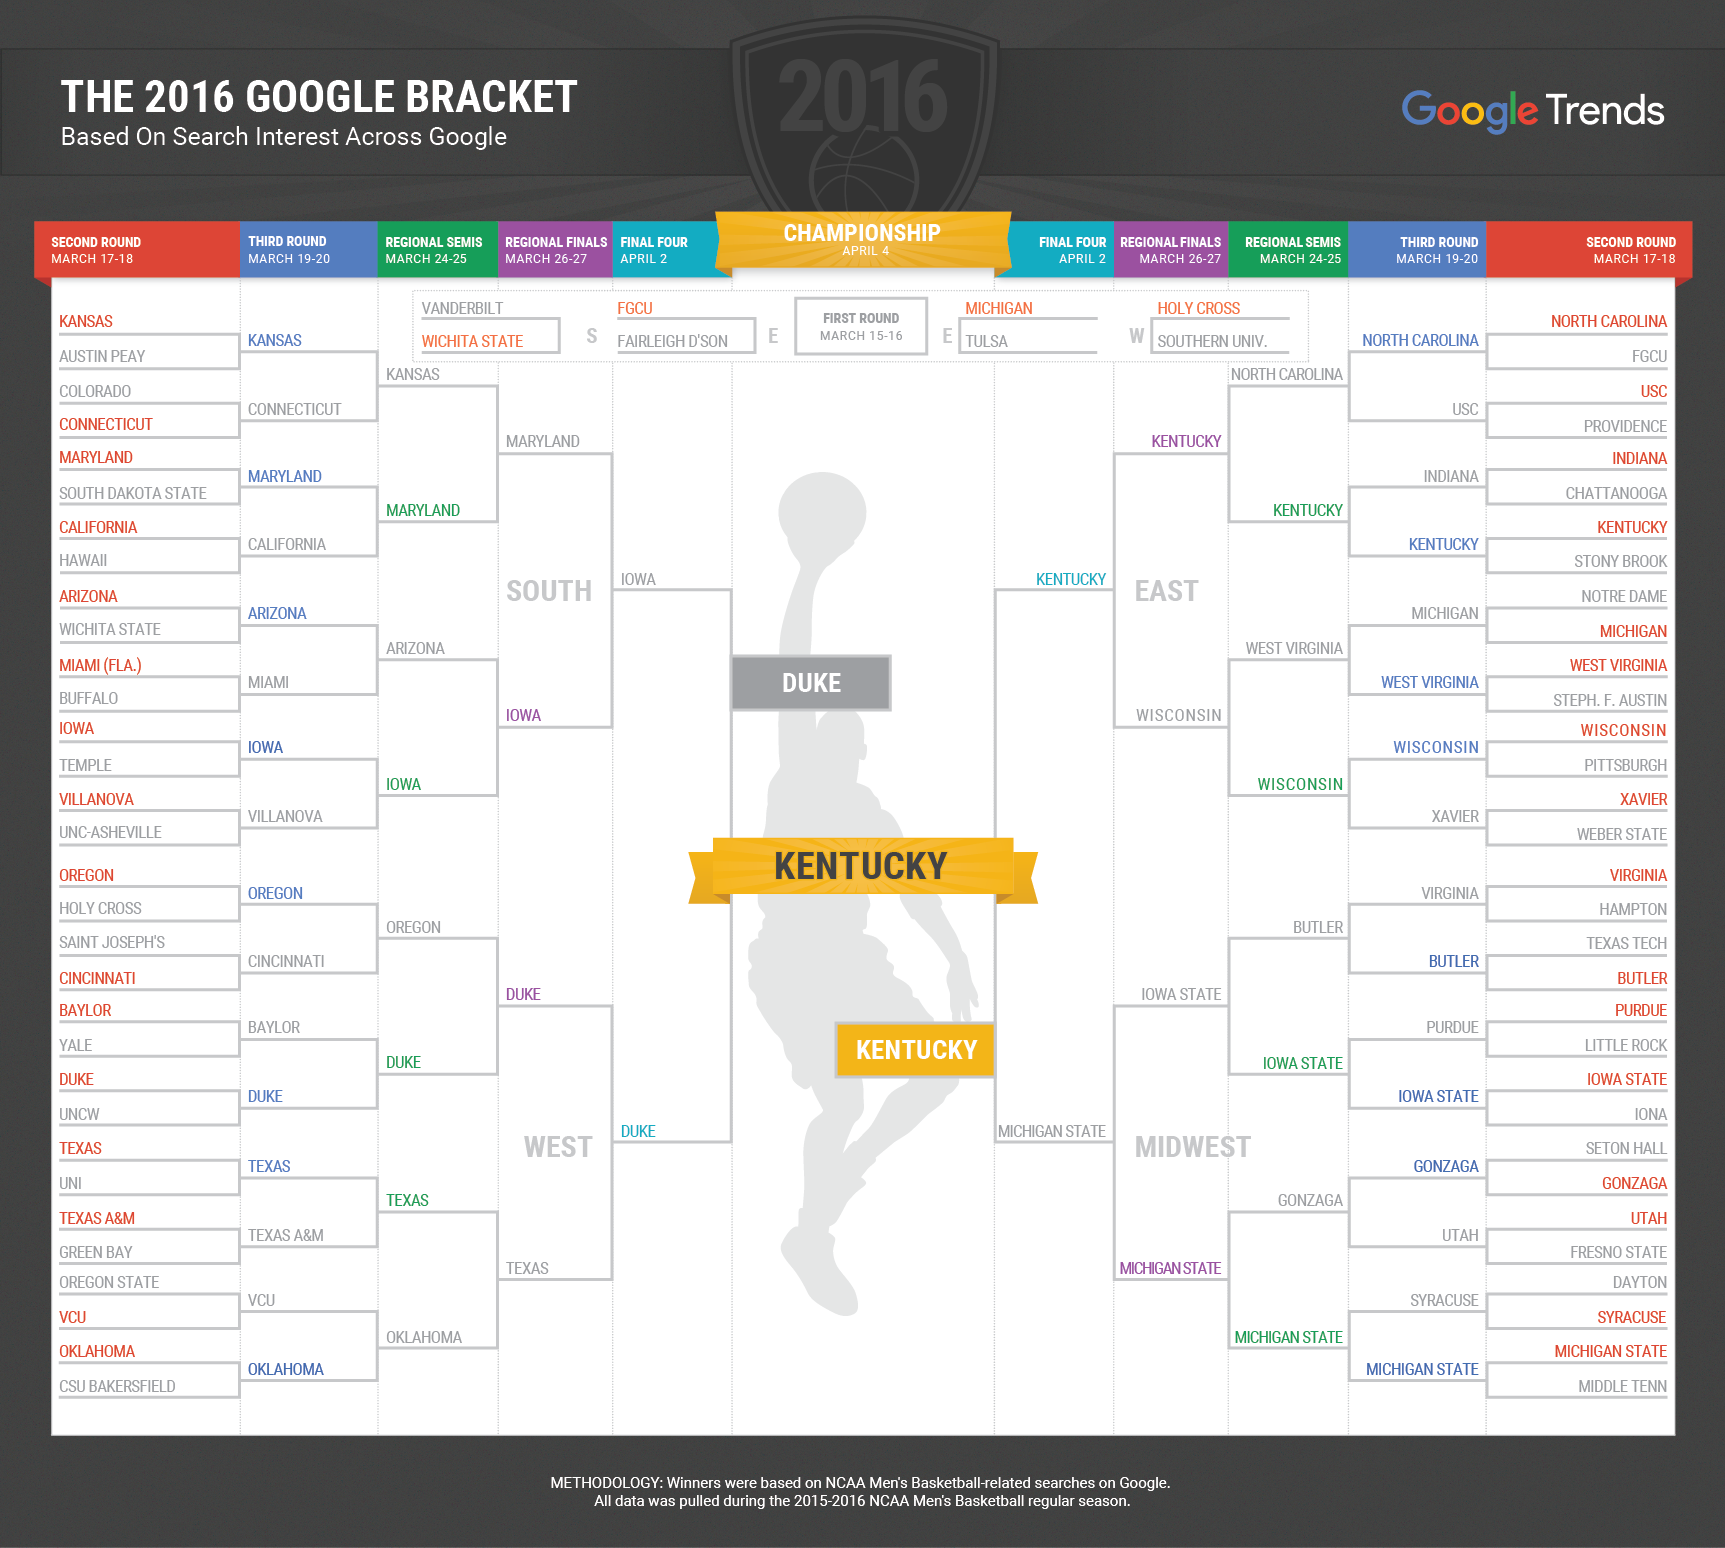 2016
THE 2016 GOOGLE BRACKET
Based On Search Interest Across Google
Google Trends
SECOND ROUND
MARCH 17-18
THIRD ROUND
MARCH 19-20
REGIONAL SEMIS
MARCH 24-25
REGIONAL FINALS
MARCH 26-27
FINAL FOUR
APRIL 2
CHAMPIONSHIP
APRIL 4
FINAL FOUR
APRIL 2
REGIONAL FINALS
MARCH 26-27
REGIONAL SEMIS
MARCH 24-25
THIRD ROUND
MARCH 19-20
SECOND ROUND
MARCH 17-18
VANDERBILT
WICHITA STATE
S
FGCU
FAIRLEIGH D'SON
E
FIRST ROUND
MARCH 15-16
E
MICHIGAN
TULSA
W
HOLY CROSS
SOUTHERN UNIV.
KANSAS
AUSTIN PEAY
COLORADO
CONNECTICUT
MARYLAND
SOUTH DAKOTA STATE
CALIFORNIA
HAWAII
ARIZONA
WICHITA STATE
MIAMI (FLA.)
BUFFALO
IOWA
TEMPLE
VILLANOVA
UNC-ASHEVILLE
OREGON
HOLY CROSS
SAINT JOSEPH'S
CINCINNATI
BAYLOR
YALE
DUKE
UNCW
TEXAS
UNI
TEXAS A&M
GREEN BAY
OREGON STATE
VCU
OKLAHOMA
CSU BAKERSFIELD
KANSAS
CONNECTICUT
MARYLAND
CALIFORNIA
ARIZONA
MIAMI
IOWA
VILLANOVA
OREGON
CINCINNATI
BAYLOR
DUKE
TEXAS
TEXAS A&M
VCU
OKLAHOMA
KANSAS
MARYLAND
ARIZONA
IOWA
OREGON
DUKE
TEXAS
OKLAHOMA
MARYLAND
SOUTH
IOWA
DUKE
WEST
TEXAS
IOWA
DUKE
DUKE
KENTUCKY
KENTUCKY
KENTUCKY
MICHIGAN STATE
KENTUCKY
EAST
WISCONSIN
IOWA STATE
MIDWEST
MICHIGAN STATE
NORTH CAROLINA
KENTUCKY
WEST VIRGINIA
WISCONSIN
BUTLER
IOWA STATE
GONZAGA
MICHIGAN STATE
NORTH CAROLINA
USC
INDIANA
KENTUCKY
MICHIGAN
WEST VIRGINIA
WISCONSIN
XAVIER
VIRGINIA
BUTLER
PURDUE
IOWA STATE
GONZAGA
UTAH
SYRACUSE
MICHIGAN STATE
NORTH CAROLINA
FGCU
USC
PROVIDENCE
INDIANA
CHATTANOOGA
KENTUCKY
STONY BROOK
NOTRE DAME
MICHIGAN
WEST VIRGINIA
STEPH. F. AUSTIN
WISCONSIN
PITTSBURGH
XAVIER
WEBER STATE
VIRGINIA
HAMPTON
TEXAS TECH
BUTLER
PURDUE
LITTLE ROCK
IOWA STATE
IONA
SETON HALL
GONZAGA
UTAH
FRESNO STATE
DAYTON
SYRACUSE
MICHIGAN STATE
MIDDLE TENN
METHODOLOGY: Winners were based on NCAA Men's Basketball-related searches on Google.
All data was pulled during the 2015-2016 NCAA Men's Basketball regular season.